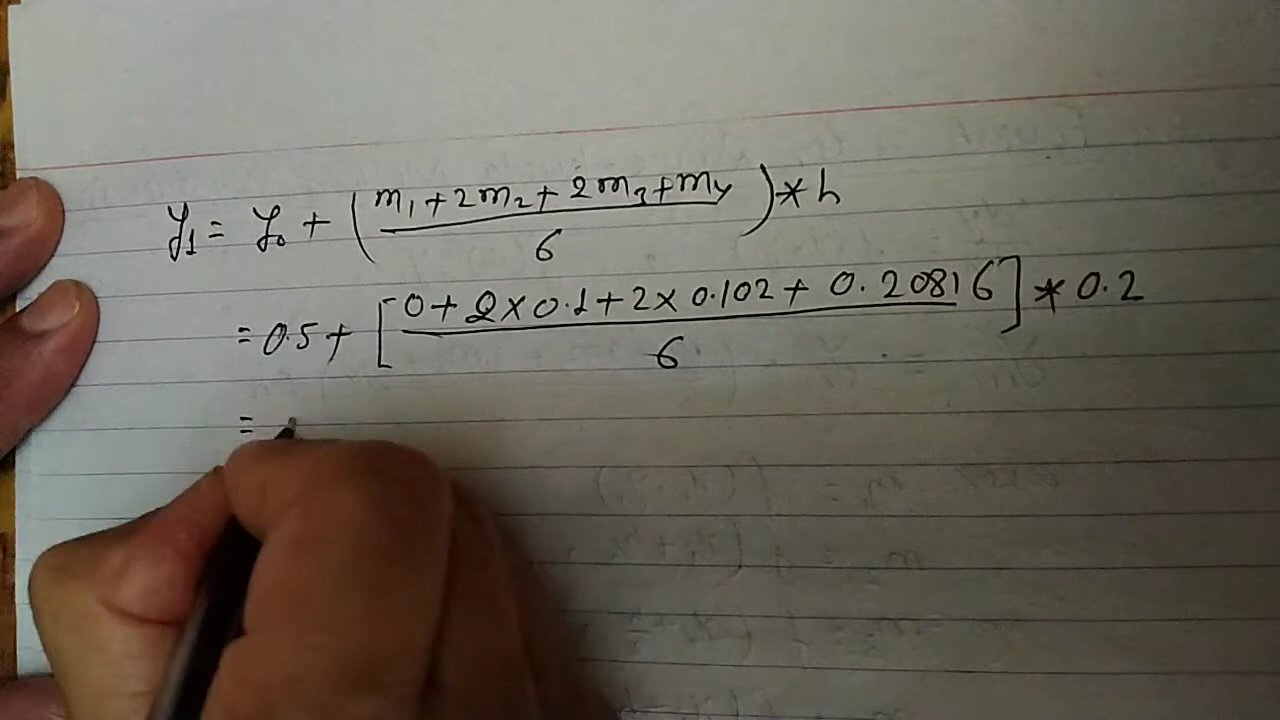 y₁ = y₀ + ( (m₁ + 2m₂ + 2m₃ + m₄) / 6 ) * h
= 0.5 + [ (0 + 2 × 0.1 + 2 × 0.102 + 0.20816) / 6 ] * 0.2
=